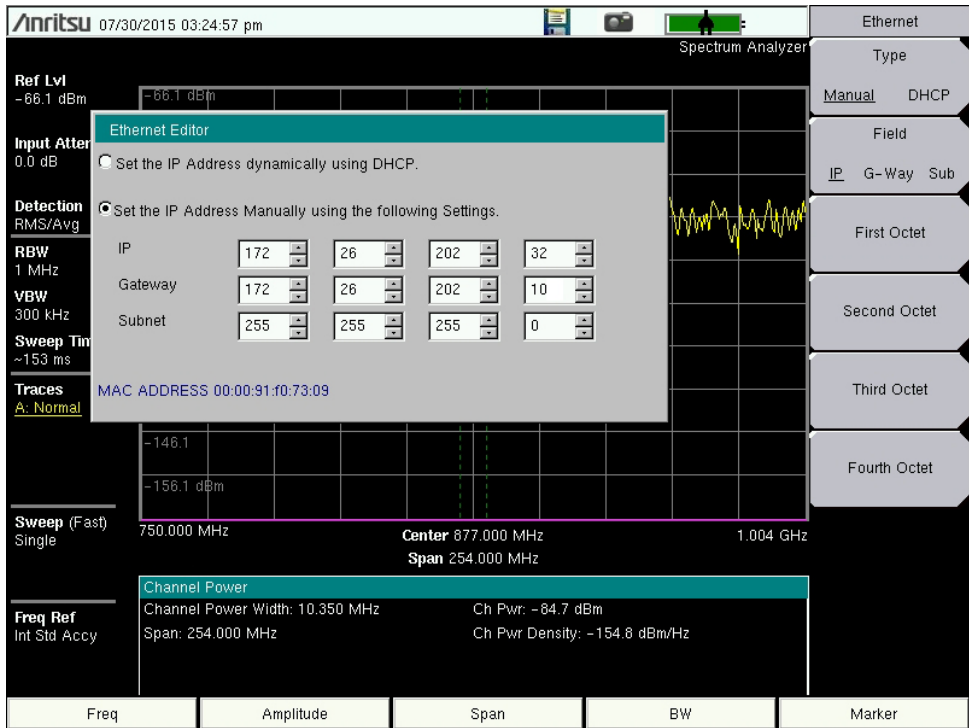 Anritsu 07/30/2015 03:24:57 pm
Spectrum Analyzer
Ref Lvl
-66.1 dBm
Input Atten
0.0 dB
Detection
RMS/Avg
RBW
1 MHz
VBW
300 kHz
Sweep Tim
~153 ms
Traces
A: Normal
Sweep (Fast)
Single
Freq Ref
Int Std Accy
-66.1 dBm
Ethernet Editor
Set the IP Address dynamically using DHCP.
Set the IP Address Manually using the following Settings.
IP 172 26 202 32
Gateway 172 26 202 10
Subnet 255 255 255 0
MAC ADDRESS 00:00:91:f0:73:09
-146.1
-156.1 dBm
750.000 MHz Center 877.000 MHz 1.004 GHz
Span 254.000 MHz
Channel Power
Channel Power Width: 10.350 MHz Ch Pwr: -84.7 dBm
Span: 254.000 MHz Ch Pwr Density: -154.8 dBm/Hz
Ethernet
Type
Manual DHCP
Field
IP G-Way Sub
First Octet
Second Octet
Third Octet
Fourth Octet
Freq Amplitude Span BW Marker